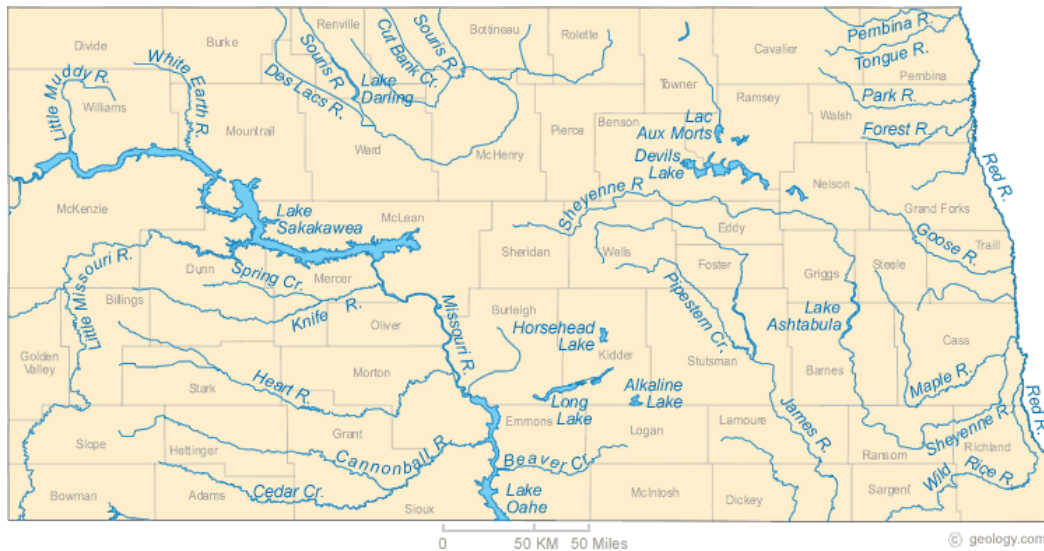 Divide
Burke
Renville
Bottineau
Rolette
Towner
Cavalier
Pembina
Pembina R.
Tongue R.
Park R.
Forest R.
Red R.
Little Muddy R.
Williams
White Earth R.
Mountrail
Souris R
Cut Bank Cr.
Souris R
Lake
Darling
Des Lacs R.
Ward
McHenry
Pierce
Benson
Ramsey
Walsh
Lac
Aux Morts
Devils
Lake
Nelson
Grand Forks
McKenzie
Lake
Sakakawea
McLean
Sheridan
Sheyenne R
Wells
Eddy
Foster
Griggs
Steele
Goose R.
Traill
Little Missouri R.
Dunn
Spring Cr.
Mercer
Billings
Knife R.
Oliver
Missouri R.
Burleigh
Horsehead
Lake
Kidder
Pipestem Cr.
Stutsman
Lake
Ashtabula
Barnes
Cass
Maple R.
Golden
Valley
Stark
Heart R.
Morton
Long
Lake
Alkaline
Lake
Emmons
Logan
Lamoure
James R.
Ransom
Sheyenne R.
Richland
Red R.
Slope
Hettinger
Grant
Cannonball R.
Beaver Cr.
Bowman
Adams
Cedar Cr.
Sioux
Lake
Oahe
McIntosh
Dickey
Sargent
Wild Rice R.
0 50 KM 50 Miles
© geology.com